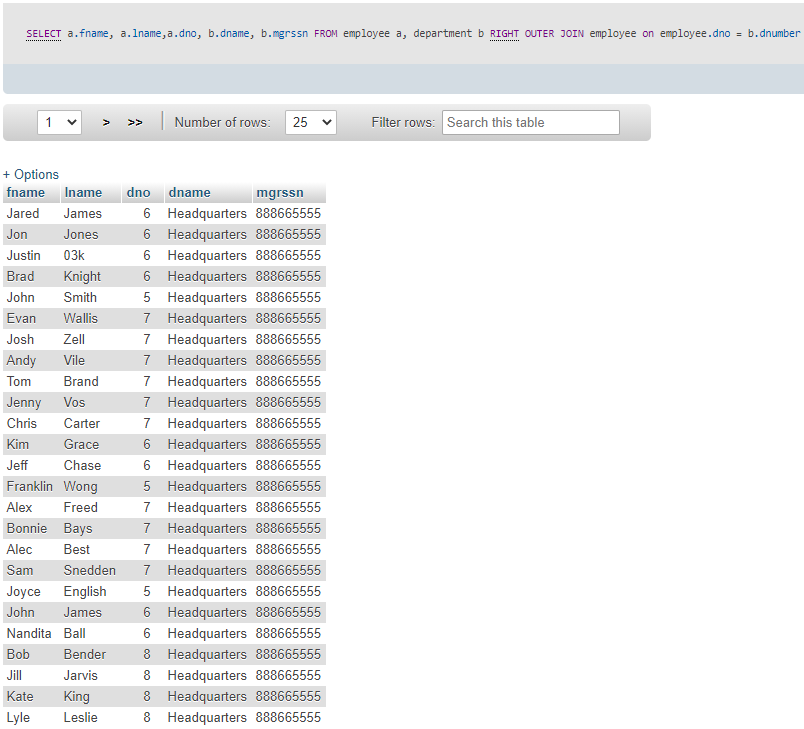 SELECT a.fname, a.lname,a.dno, b.dname, b.mgrssn FROM employee a, department b RIGHT OUTER JOIN employee on employee.dno = b.dnumber
1 > >> Number of rows: 25 Filter rows: Search this table
+ Options
fname lname dno dname mgrssn
Jared James 6 Headquarters 888665555
Jon Jones 6 Headquarters 888665555
Justin 03k 6 Headquarters 888665555
Brad Knight 6 Headquarters 888665555
John Smith 5 Headquarters 888665555
Evan Wallis 7 Headquarters 888665555
Josh Zell 7 Headquarters 888665555
Andy Vile 7 Headquarters 888665555
Tom Brand 7 Headquarters 888665555
Jenny Vos 7 Headquarters 888665555
Chris Carter 7 Headquarters 888665555
Kim Grace 6 Headquarters 888665555
Jeff Chase 6 Headquarters 888665555
Franklin Wong 5 Headquarters 888665555
Alex Freed 7 Headquarters 888665555
Bonnie Bays 7 Headquarters 888665555
Alec Best 7 Headquarters 888665555
Sam Snedden 7 Headquarters 888665555
Joyce English 5 Headquarters 888665555
John James 6 Headquarters 888665555
Nandita Ball 6 Headquarters 888665555
Bob Bender 8 Headquarters 888665555
Jill Jarvis 8 Headquarters 888665555
Kate King 8 Headquarters 888665555
Lyle Leslie 8 Headquarters 888665555